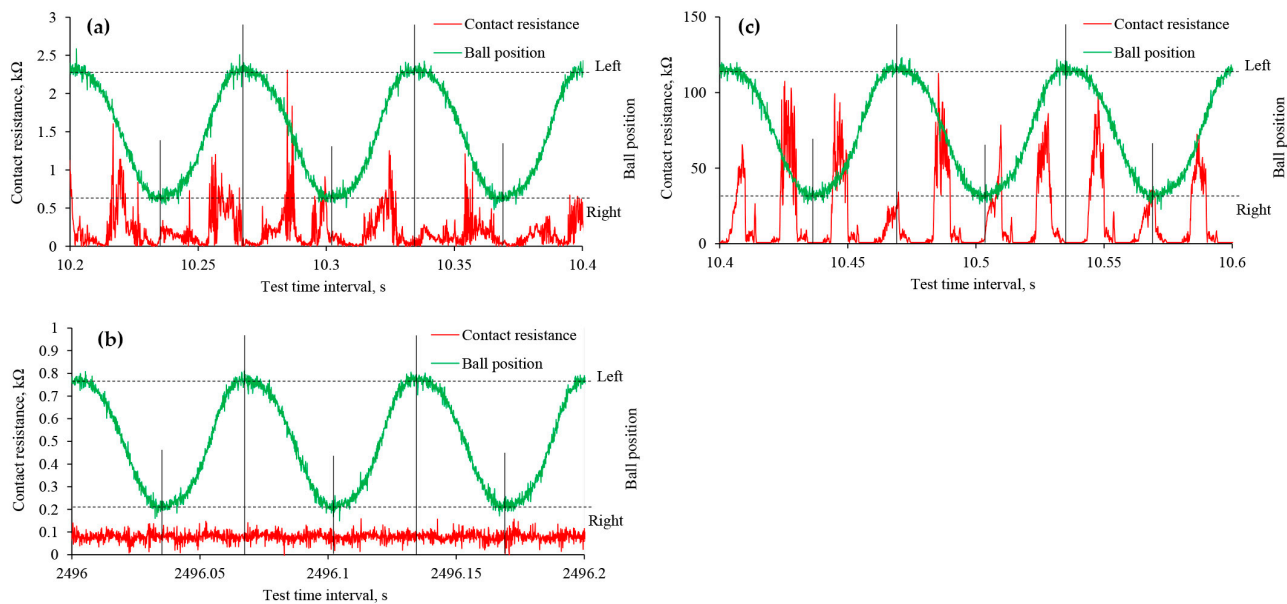 (a)
Contact resistance
Ball position
3
2.5
2
1.5
1
0.5
0
Contact resistance, kΩ
Left
Right
Ball position
10.2
10.25
10.3
10.35
10.4
Test time interval, s
(c)
Contact resistance
Ball position
150
100
50
0
Contact resistance, kΩ
Left
Right
Ball position
10.4
10.45
10.5
10.55
10.6
Test time interval, s
(b)
Contact resistance
Ball position
1
0.9
0.8
0.7
0.6
0.5
0.4
0.3
0.2
0.1
0
Contact resistance, kΩ
Left
Right
Ball position
2496
2496.05
2496.1
2496.15
2496.2
Test time interval, s